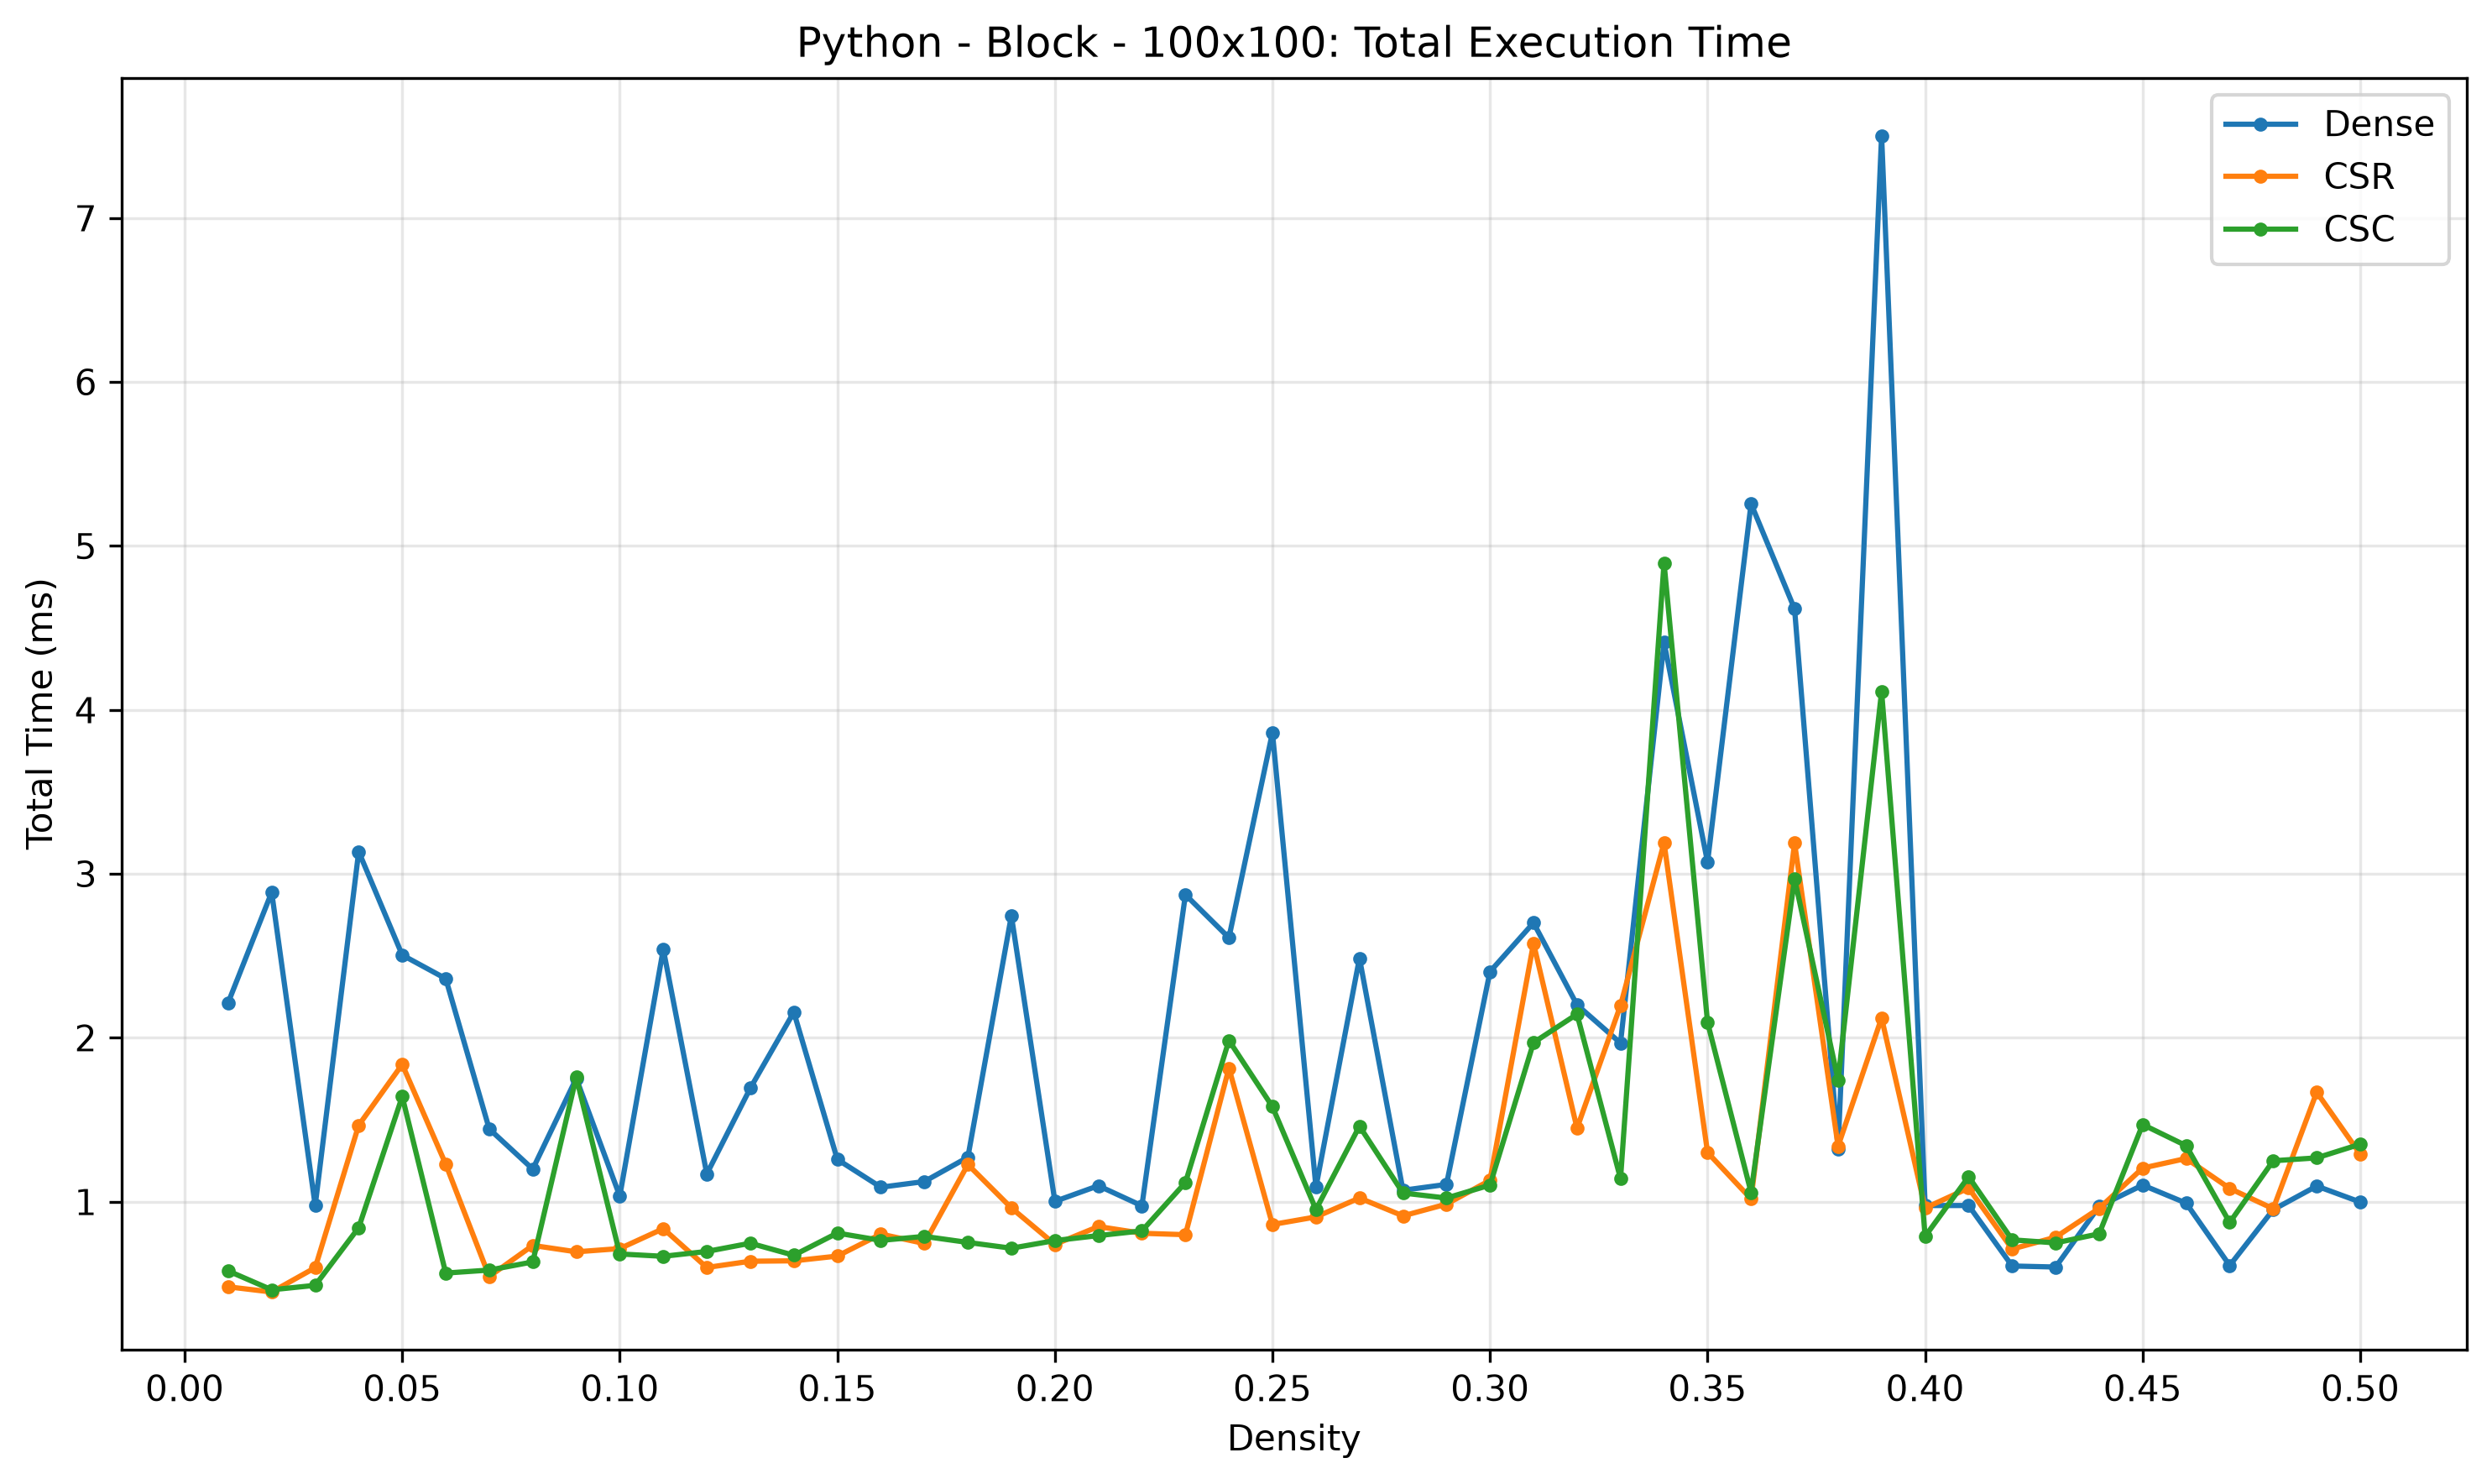 Python - Block - 100x100: Total Execution Time
Dense
CSR
CSC
Total Time (ms)
7
6
5
4
3
2
1
0.00 0.05 0.10 0.15 0.20 0.25 0.30 0.35 0.40 0.45 0.50
Density